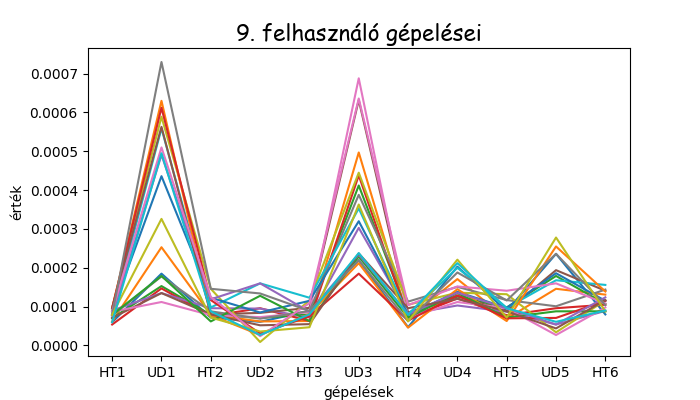 9. felhasználó gépelései
0.0007
0.0006
0.0005
0.0004
0.0003
0.0002
0.0001
0.0000
érték
HT1 UD1 HT2 UD2 HT3 UD3 HT4 UD4 HT5 UD5 HT6
gépelések